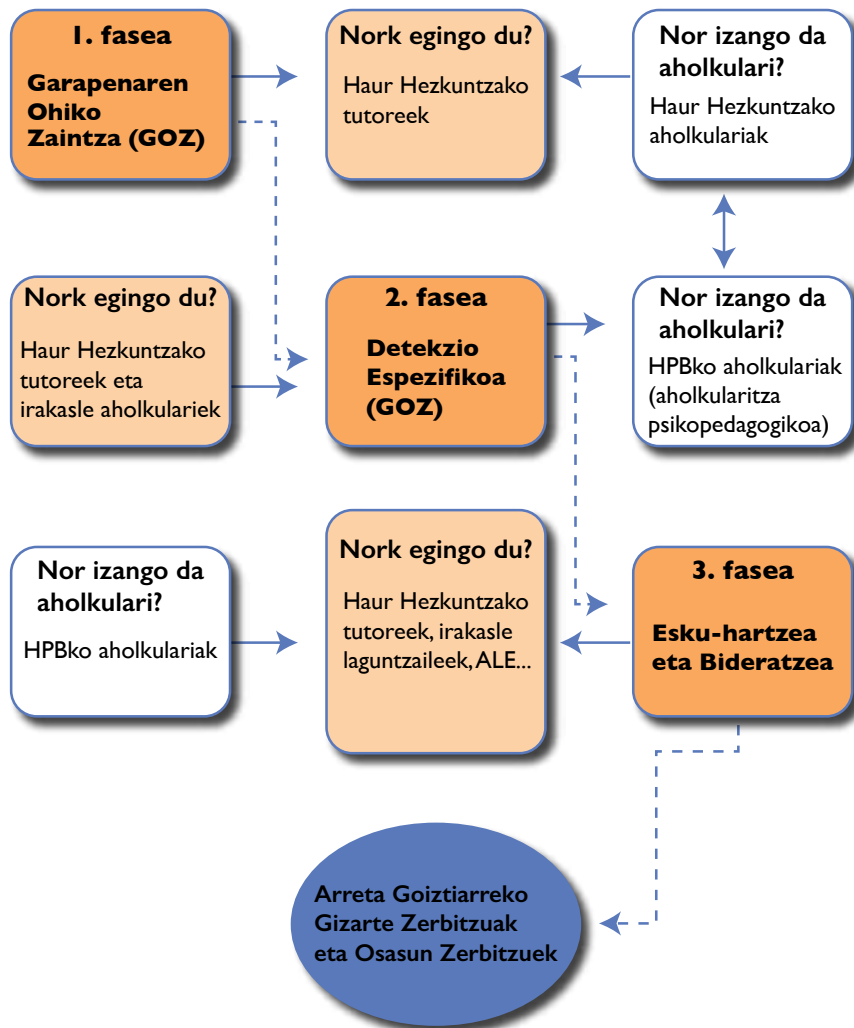 1. fasea
Garapenaren
Ohiko
Zaintza (GOZ)
Nork egingo du?
Haur Hezkuntzako
tutoreek
Nor izango da
aholkulari?
Haur Hezkuntzako
aholkulariak
Nork egingo du?
Haur Hezkuntzako
tutoreek eta
irakasle aholkulariek
2. fasea
Detekzio
Espezifikoa
(GOZ)
Nor izango da
aholkulari?
HPBko aholkulariak
(aholkularitza
psikopedagogikoa)
Nor izango da
aholkulari?
HPBko aholkulariak
Nork egingo du?
Haur Hezkuntzako
tutoreek, irakasle
laguntzaileek, ALE...
3. fasea
Esku-hartzea
eta Bideratzea
Arreta Goiztiarreko
Gizarte Zerbitzuak
eta Osasun Zerbitzuek